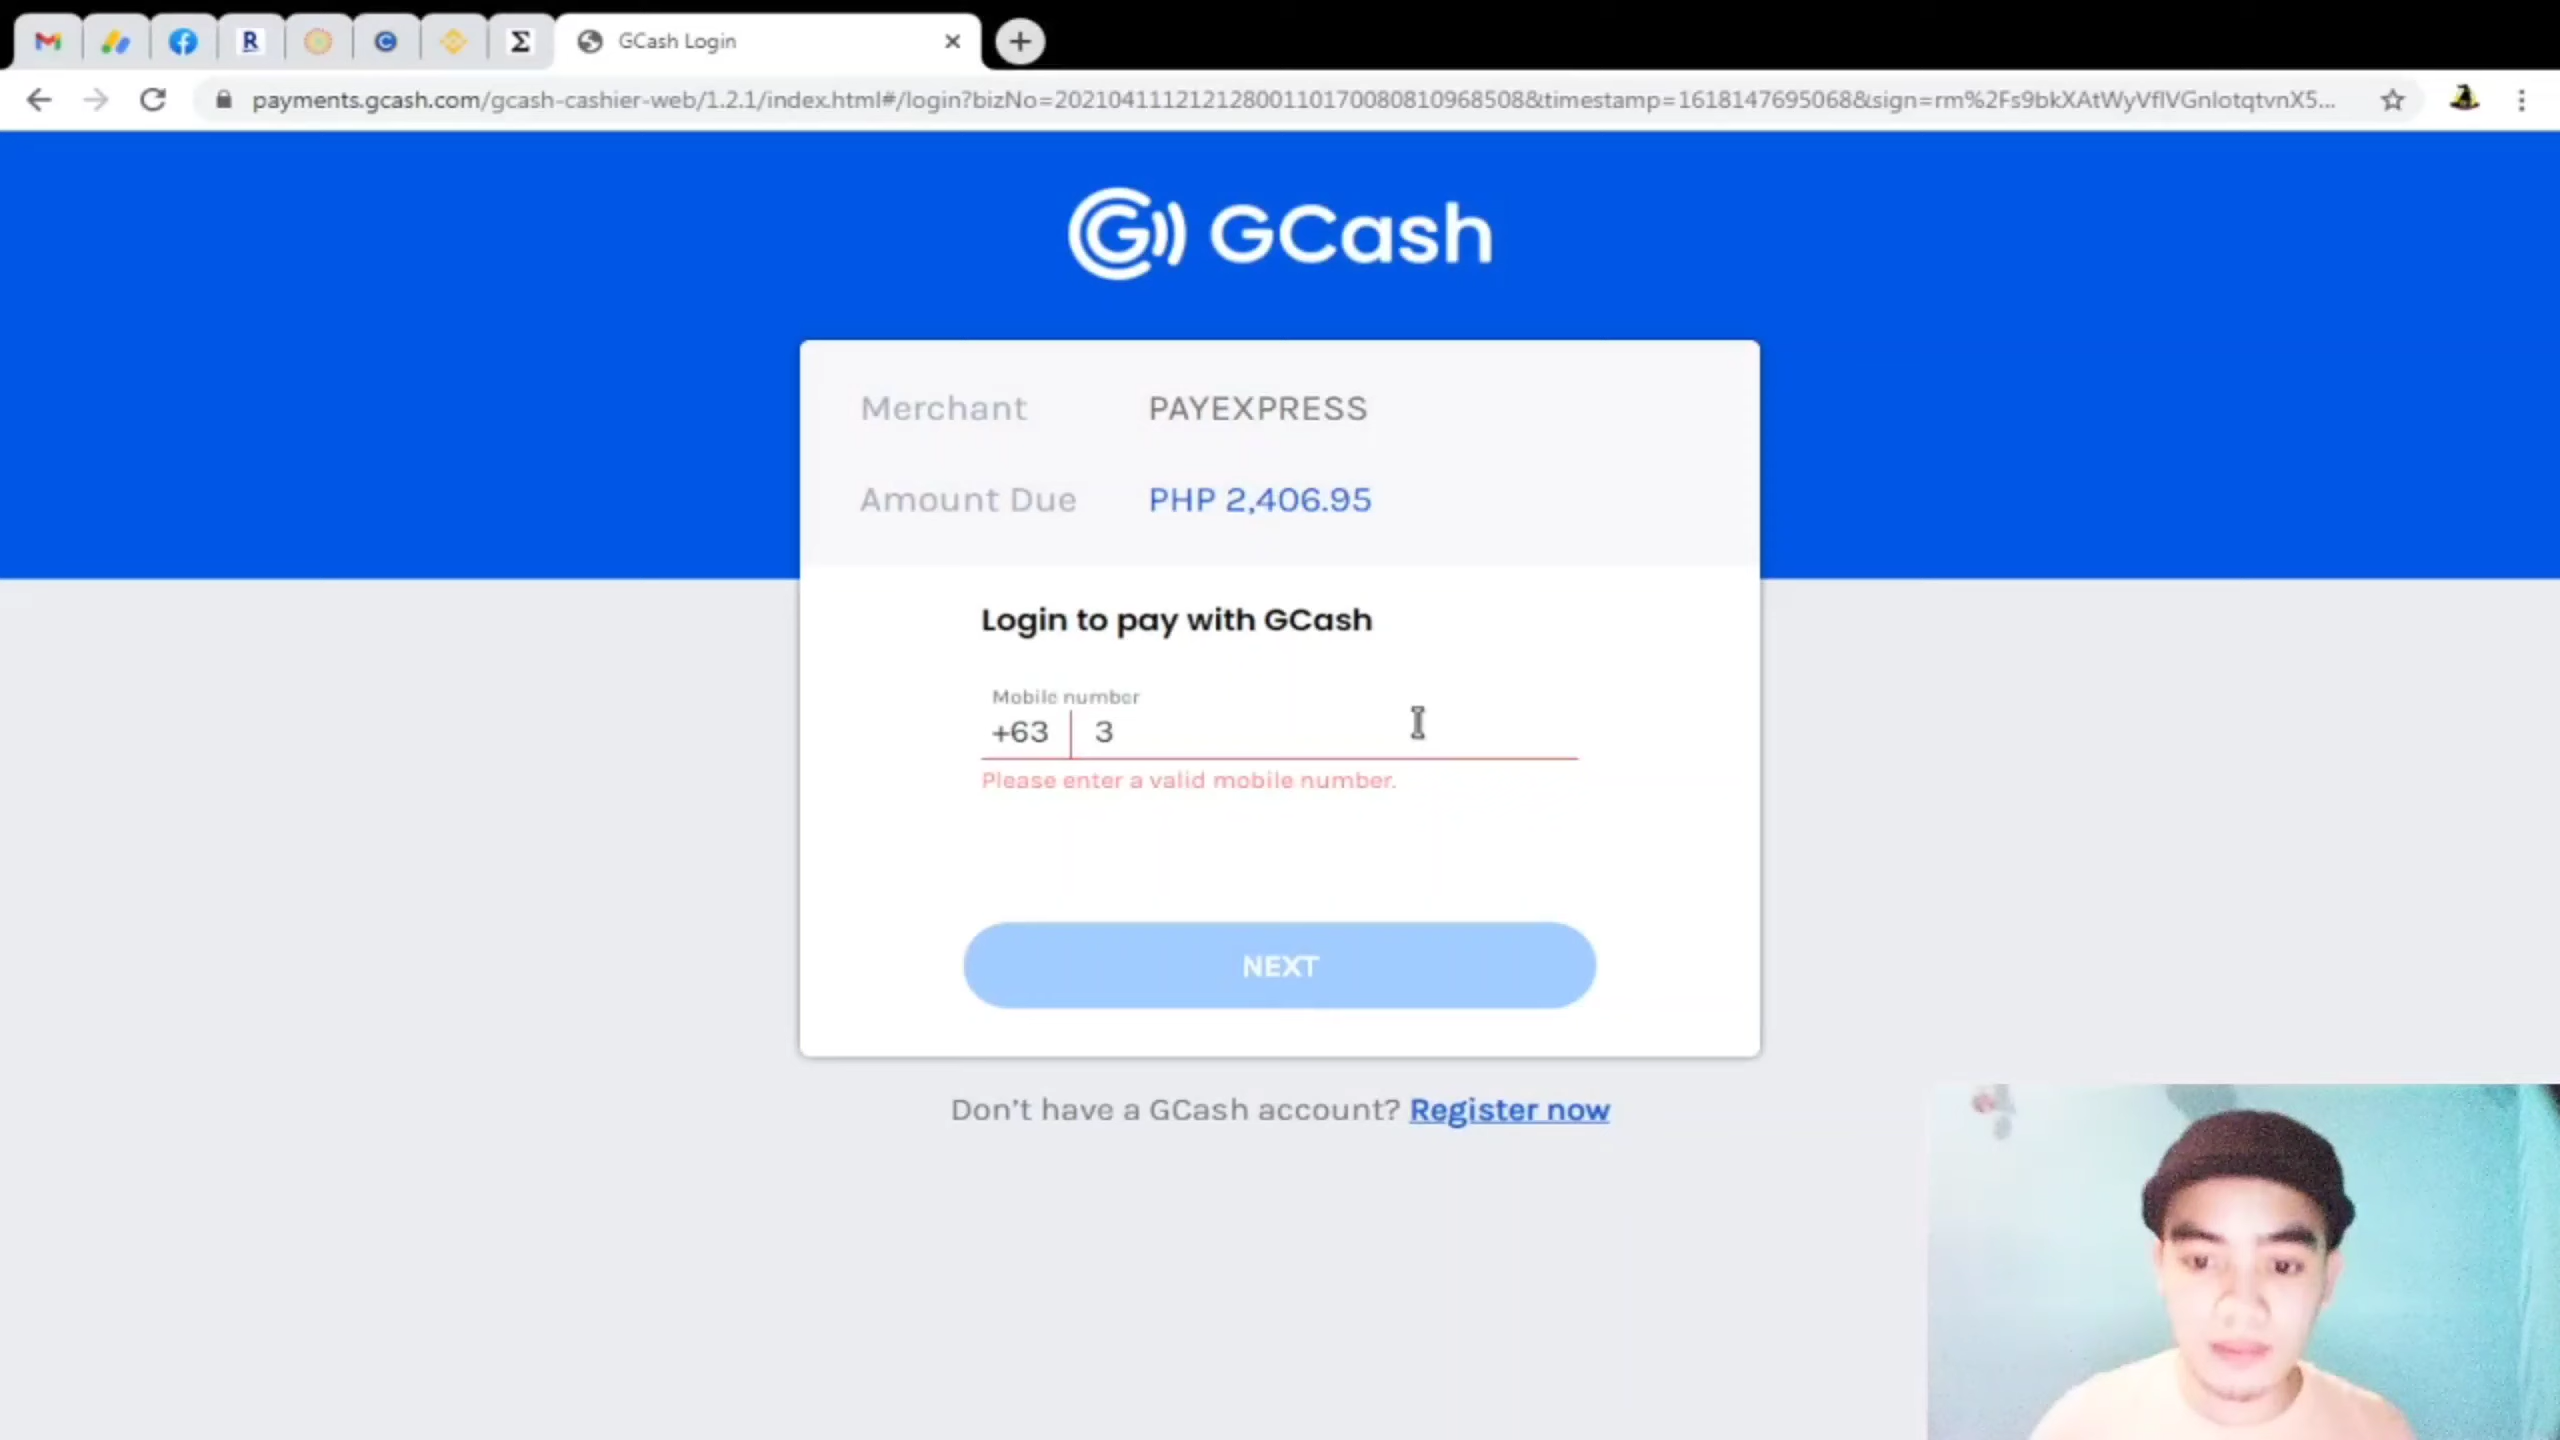 R
GCash Login
payments.gcash.com/gcash-cashier-web/1.2.1/index.html#/login?bizNo=20210411121212800110170080810968508&timestamp=1618147695068&sign=rm%2Fs9bkXAtWyVflVGnlotqtvnX5...
GCash
Merchant PAYEXPRESS
Amount Due PHP 2,406.95
Login to pay with GCash
Mobile number
+63 3
Please enter a valid mobile number.
NEXT
Don't have a GCash account? Register now